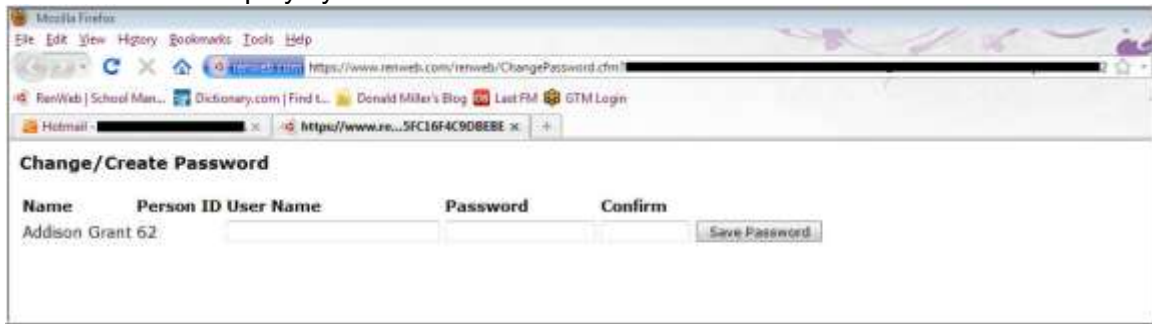 Mozilla Firefox
File Edit View History Bookmarks Tools Help
renweb.com https://www.renweb.com/renweb/ChangePassword.cfm?
RenWeb | School Man... Dictionary.com | Find t... Donald Miller's Blog Last FM GTM Login
Hotmail - https://www.re...5FC16F4C9DBEBE
Change/Create Password
Name Person ID User Name Password Confirm
Addison Grant 62 Save Password